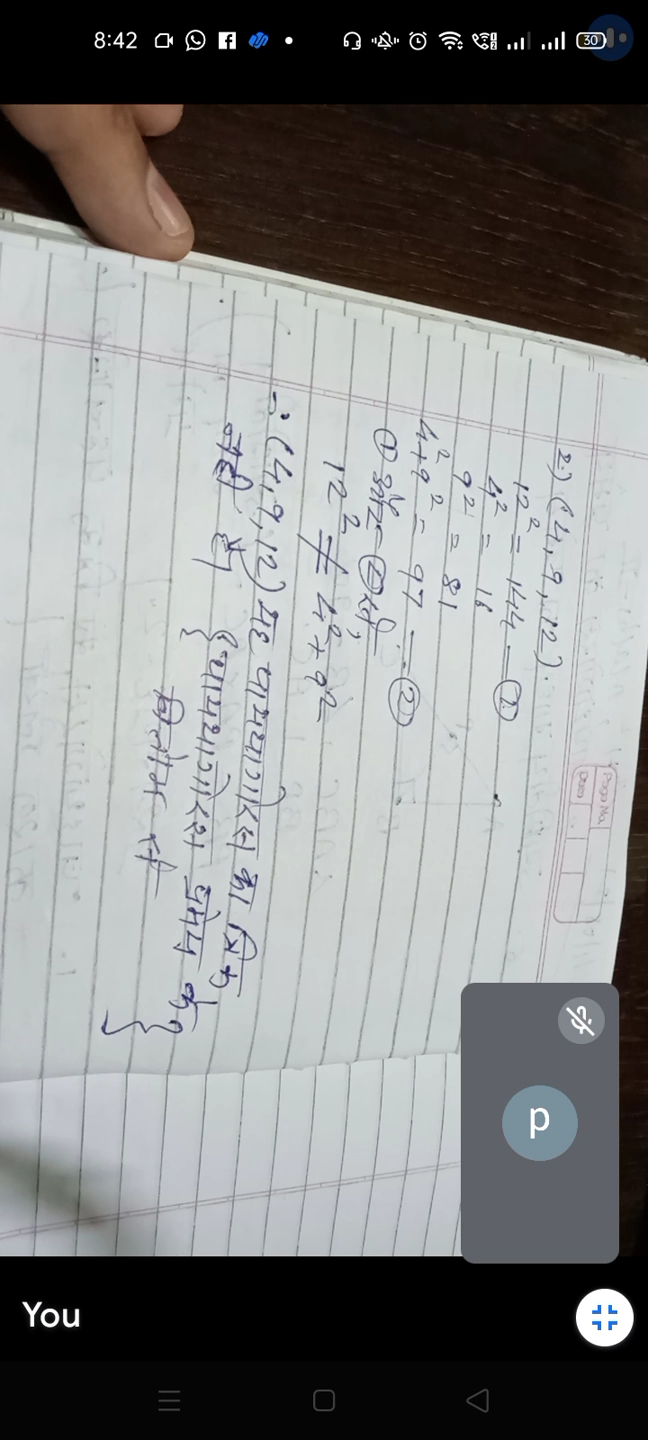 8:42
30
Page No.
Date
2) (4, 9, 12).
12² = 144 — ①
4² = 16
9² = 81
4² + 9² = 97 — ②
① और ② से,
12² ≠ 4² + 9²
∴ (4, 9, 12) यह पायथागोरस का त्रिक
नही है {पायथागोरस प्रमेय के
विलोम से}
p
You